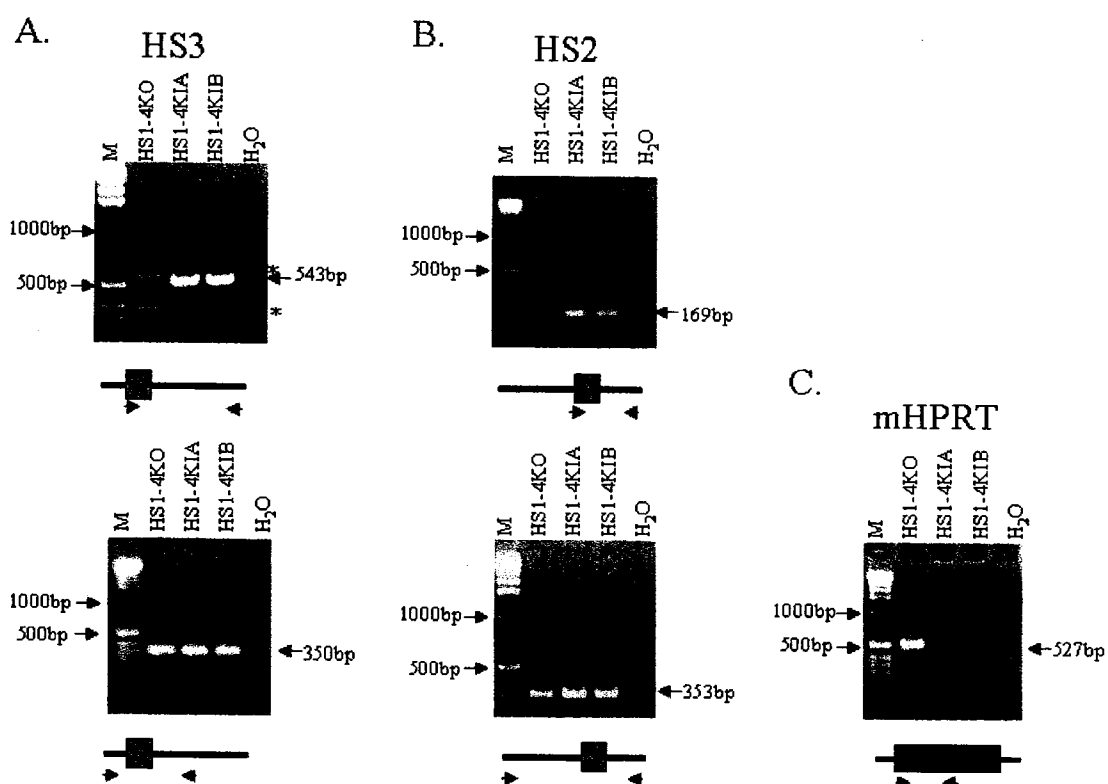 A.
HS3
M
HS1-4KO
HS1-4KIA
HS1-4KIB
H₂O
1000bp
500bp
*
543bp
*
M
HS1-4KO
HS1-4KIA
HS1-4KIB
H₂O
1000bp
500bp
350bp
B.
HS2
M
HS1-4KO
HS1-4KIA
HS1-4KIB
H₂O
1000bp
500bp
169bp
M
HS1-4KO
HS1-4KIA
HS1-4KIB
H₂O
1000bp
500bp
353bp
C.
mHPRT
M
HS1-4KO
HS1-4KIA
HS1-4KIB
H₂O
1000bp
500bp
527bp